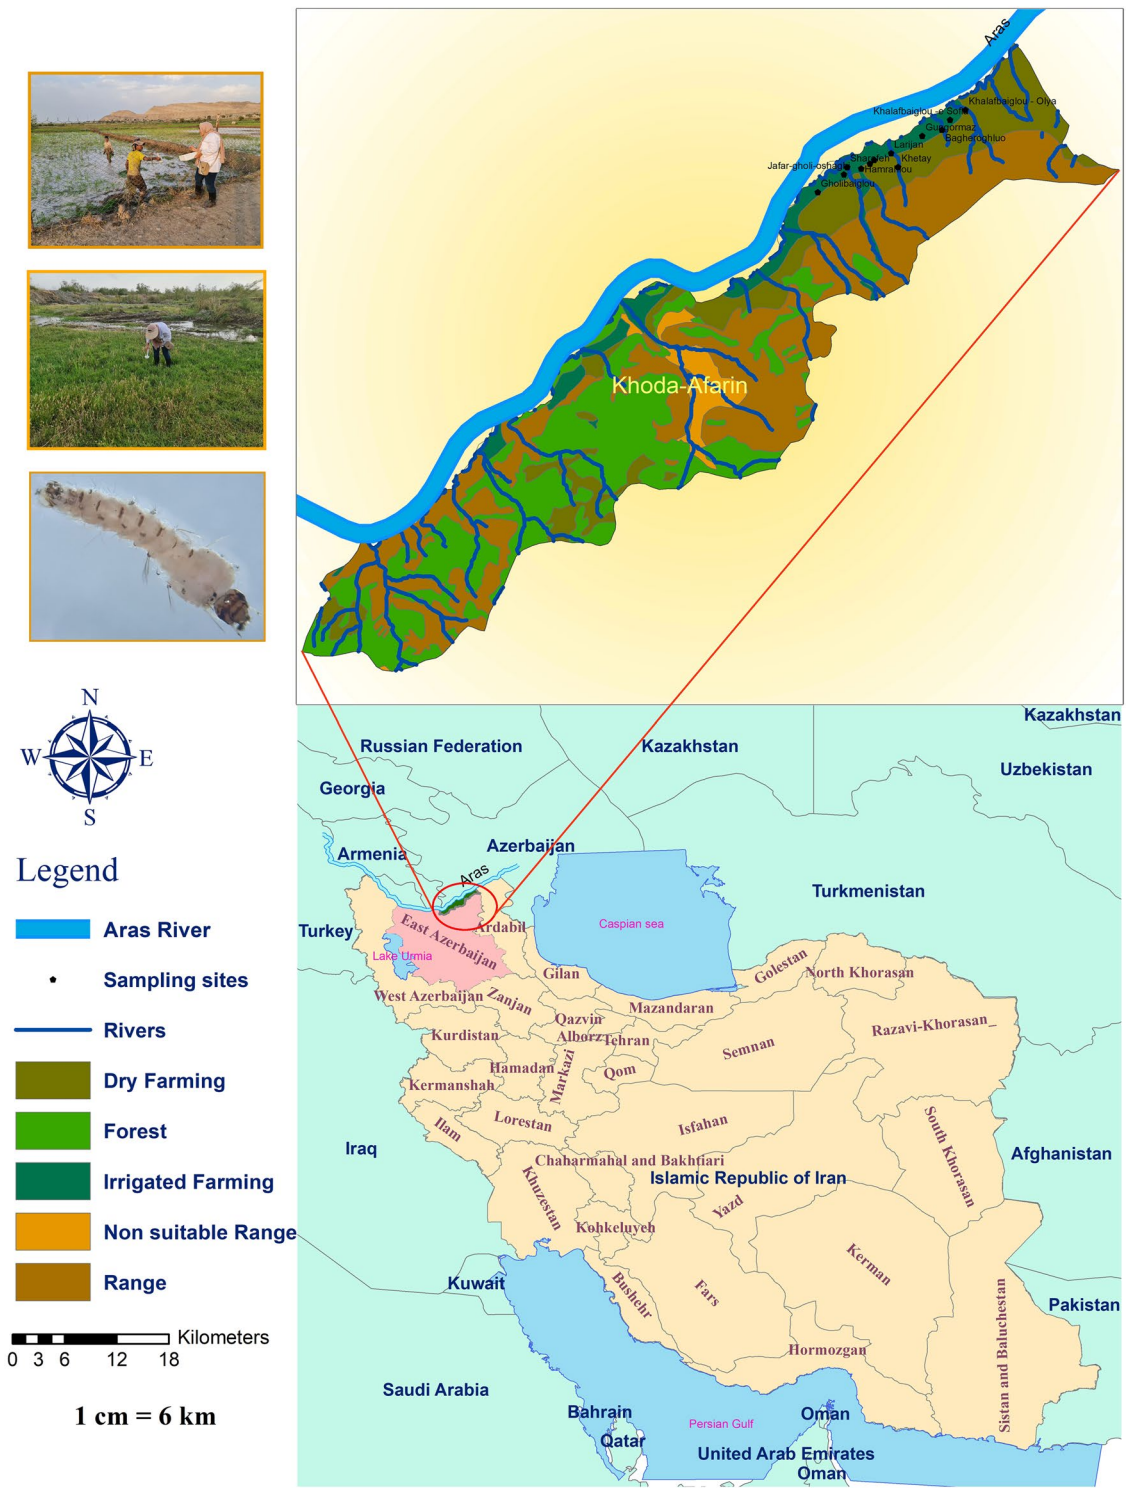 Aras
Khalafbaiglou - Olya
Khalafbaiglou -e Sofla
Gungormaz
Bagheroghluo
Larijan
Sharafeh
Khetay
Jafar-gholi-oshagi
Hamrahlou
Gholibaiglou
Khoda-Afarin
N
W
E
S
Legend
Aras River
Sampling sites
Rivers
Dry Farming
Forest
Irrigated Farming
Non suitable Range
Range
Kilometers
0 3 6 12 18
1 cm = 6 km
Kazakhstan
Russian Federation
Kazakhstan
Uzbekistan
Georgia
Azerbaijan
Armenia
Aras
Turkmenistan
Turkey
Ardabil
Caspian sea
East Azerbaijan
Lake Urmia
Gilan
Golestan
North Khorasan
West Azerbaijan
Zanjan
Mazandaran
Qazvin
Razavi-Khorasan_
Kurdistan
Alborz
Tehran
Semnan
Hamadan
Markazi
Qom
Kermanshah
Lorestan
Isfahan
Ilam
South Khorasan
Iraq
Afghanistan
Chaharmahal and Bakhtiari
Islamic Republic of Iran
Khuzestan
Yazd
Kohkeluyeh
Kerman
Kuwait
Bushehr
Fars
Pakistan
Sistan and Baluchestan
Hormozgan
Saudi Arabia
Bahrain
Persian Gulf
Oman
Qatar
United Arab Emirates
Oman